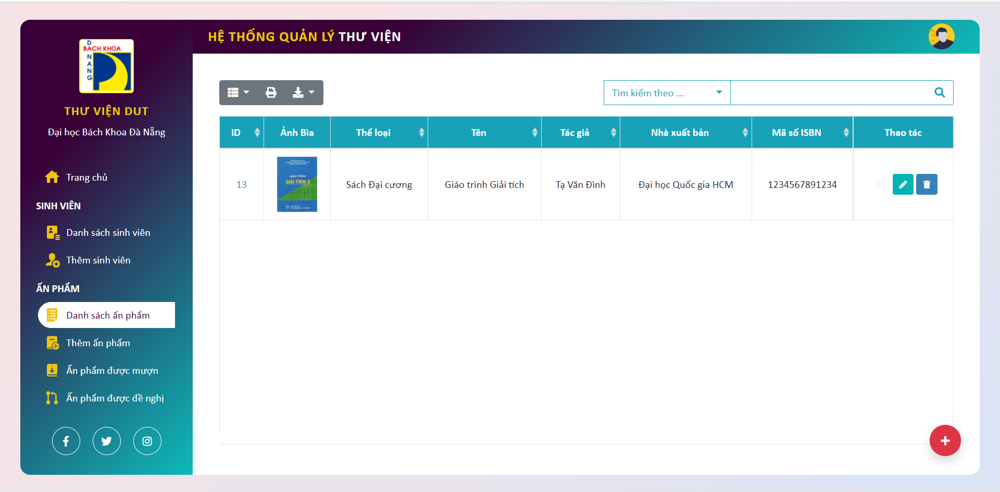 ĐÀ NANG
BÁCH KHOA
THƯ VIỆN DUT
Đại học Bách Khoa Đà Nẵng
Trang chủ
SINH VIÊN
Danh sách sinh viên
Thêm sinh viên
ẤN PHẨM
Danh sách ấn phẩm
Thêm ấn phẩm
Ấn phẩm được mượn
Ấn phẩm được đề nghị
HỆ THỐNG QUẢN LÝ THƯ VIỆN
Tìm kiếm theo ...
ID Ảnh Bìa Thể loại Tên Tác giả Nhà xuất bản Mã số ISBN Thao tác
13 Sách Đại cương Giáo trình Giải tích Tạ Văn Đình Đại học Quốc gia HCM 1234567891234
GIÁO TRÌNH
GIẢI TÍCH 2